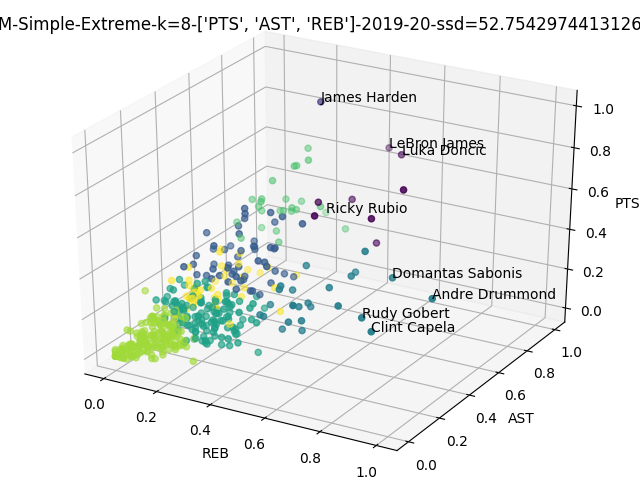 M-Simple-Extreme-k=8-['PTS', 'AST', 'REB']-2019-20-ssd=52.7542974413126
James Harden
LeBron James
Luka Doncic
Ricky Rubio
Domantas Sabonis
Andre Drummond
Rudy Gobert
Clint Capela
1.0
0.8
0.6
0.4
0.2
0.0
PTS
0.0
0.2
0.4
0.6
0.8
1.0
REB
0.0
0.2
0.4
0.6
0.8
1.0
AST